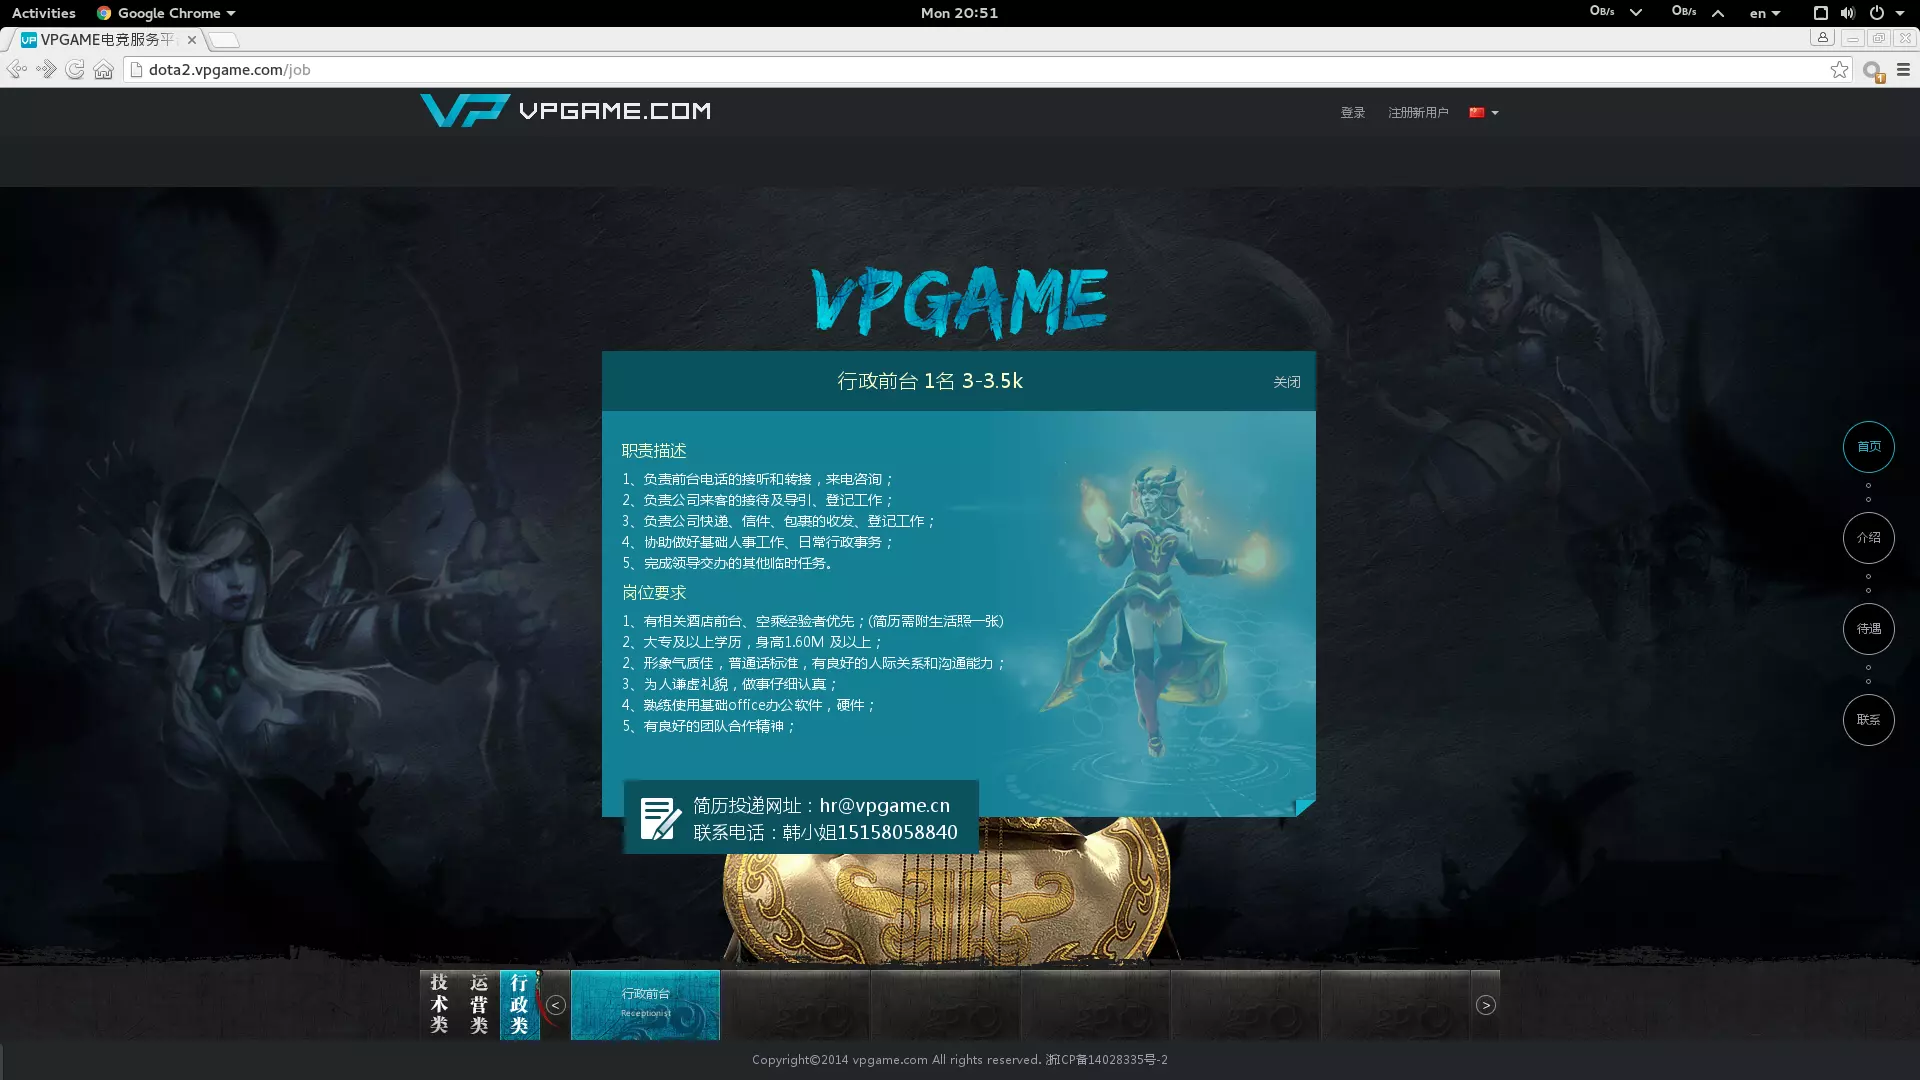 Activities
Google Chrome
Mon 20:51
0B/s
0B/s
en
VPGAME电竞服务平
dota2.vpgame.com/job
VP VPGAME.COM
登录
注册新用户
VPGAME
行政前台 1名 3-3.5k
关闭
职责描述
1、负责前台电话的接听和转接，来电咨询；
2、负责公司来客的接待及导引、登记工作；
3、负责公司快递、信件、包裹的收发、登记工作；
4、协助做好基础人事工作、日常行政事务；
5、完成领导交办的其他临时任务。
岗位要求
1、有相关酒店前台、空乘经验者优先；(简历需附生活照一张)
2、大专及以上学历，身高1.60M 及以上；
2、形象气质佳，普通话标准，有良好的人际关系和沟通能力；
3、为人谦虚礼貌，做事仔细认真；
4、熟练使用基础office办公软件，硬件；
5、有良好的团队合作精神；
简历投递网址：hr@vpgame.cn
联系电话：韩小姐15158058840
首页
介绍
待遇
联系
技术类
运营类
行政类
<
行政前台
Receptionist
>
Copyright©2014 vpgame.com All rights reserved. 浙ICP备14028335号-2